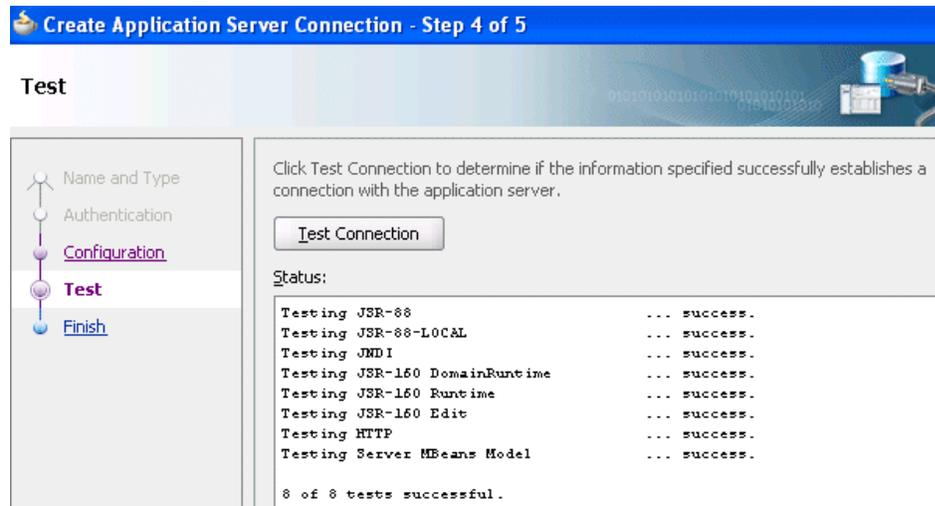 Create Application Server Connection - Step 4 of 5
Test
Name and Type
Authentication
Configuration
Test
Finish
Click Test Connection to determine if the information specified successfully establishes a
connection with the application server.
Test Connection
Status:
Testing JSR-88 ... success.
Testing JSR-88-LOCAL ... success.
Testing JNDI ... success.
Testing JSR-160 DomainRuntime ... success.
Testing JSR-160 Runtime ... success.
Testing JSR-160 Edit ... success.
Testing HTTP ... success.
Testing Server MBeans Model ... success.
8 of 8 tests successful.